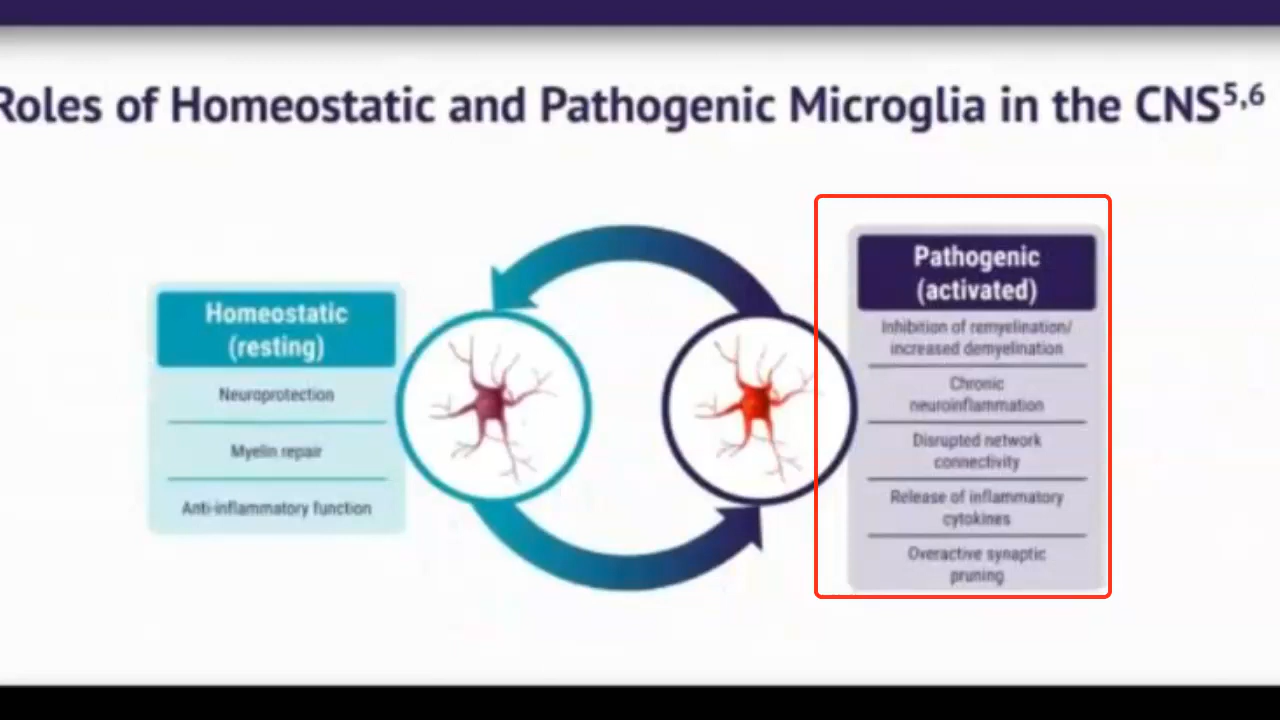 Roles of Homeostatic and Pathogenic Microglia in the CNS5,6
Homeostatic
(resting)
Neuroprotection
Myelin repair
Anti-inflammatory function
Pathogenic
(activated)
Inhibition of remyelination/
increased demyelination
Chronic
neuroinflammation
Disrupted network
connectivity
Release of inflammatory
cytokines
Overactive synaptic
pruning